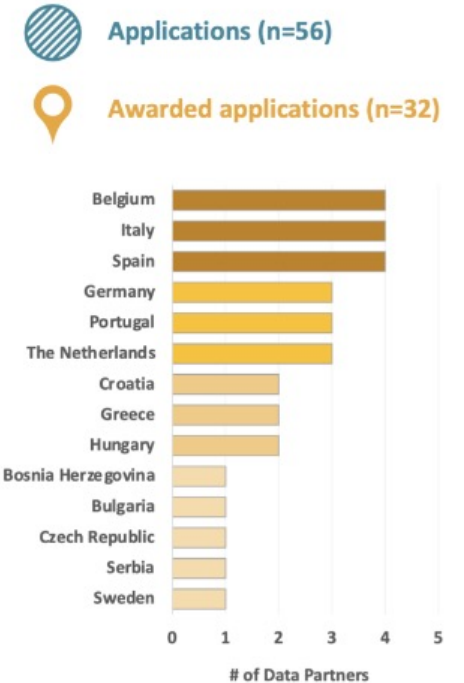 Applications (n=56)
Awarded applications (n=32)
Belgium
Italy
Spain
Germany
Portugal
The Netherlands
Croatia
Greece
Hungary
Bosnia Herzegovina
Bulgaria
Czech Republic
Serbia
Sweden
0 1 2 3 4 5
# of Data Partners